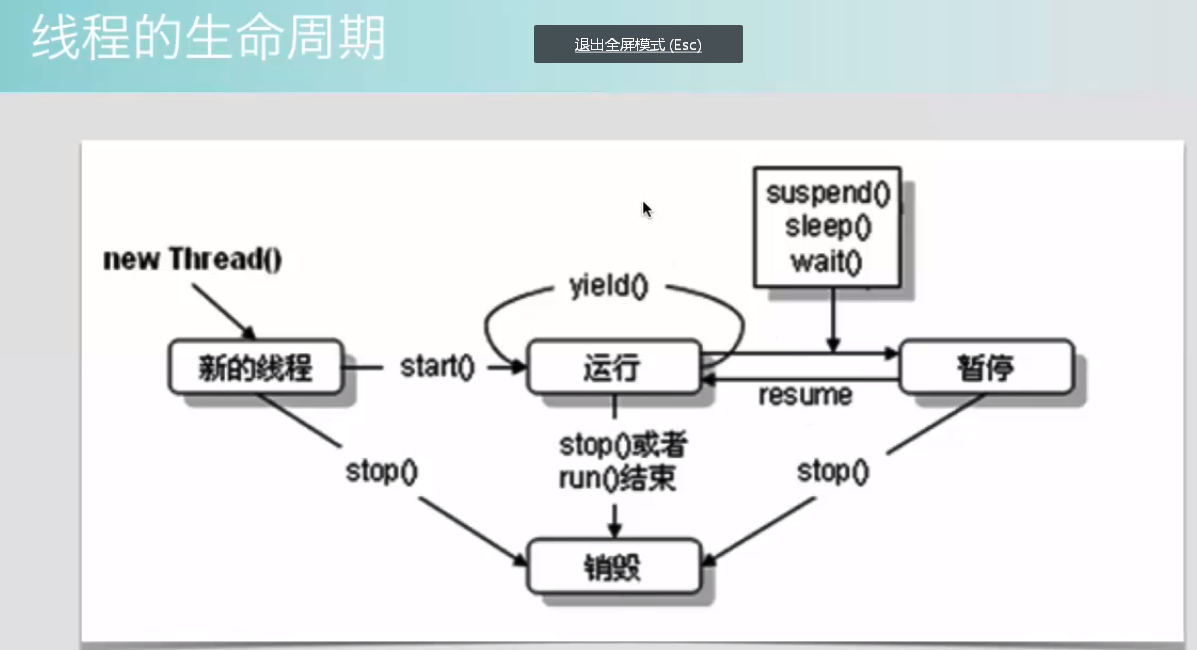 线程的生命周期
退出全屏模式 (Esc)
suspend()
sleep()
wait()
new Thread()
yield()
新的线程
start()
运行
暂停
resume
stop()或者
run()结束
stop()
stop()
销毁